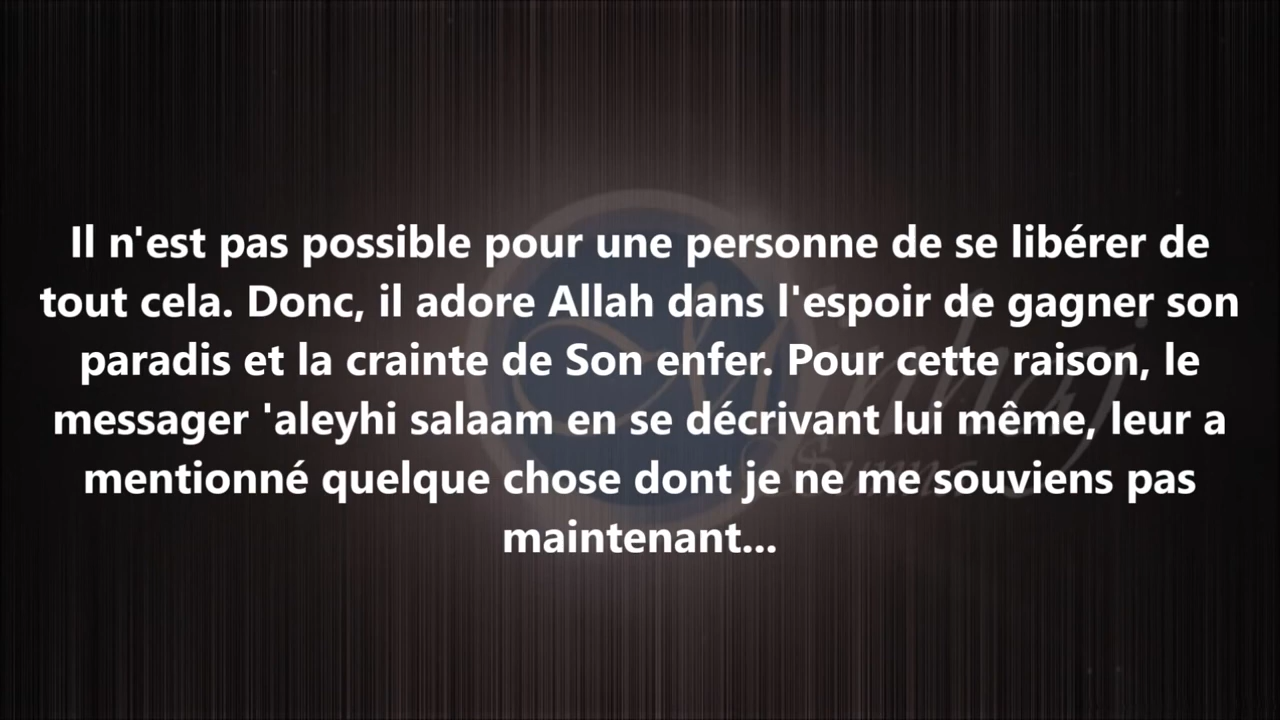 Il n'est pas possible pour une personne de se libérer de
tout cela. Donc, il adore Allah dans l'espoir de gagner son
paradis et la crainte de Son enfer. Pour cette raison, le
messager 'aleyhi salaam en se décrivant lui même, leur a
mentionné quelque chose dont je ne me souviens pas
maintenant...
Minhaj
Sunna